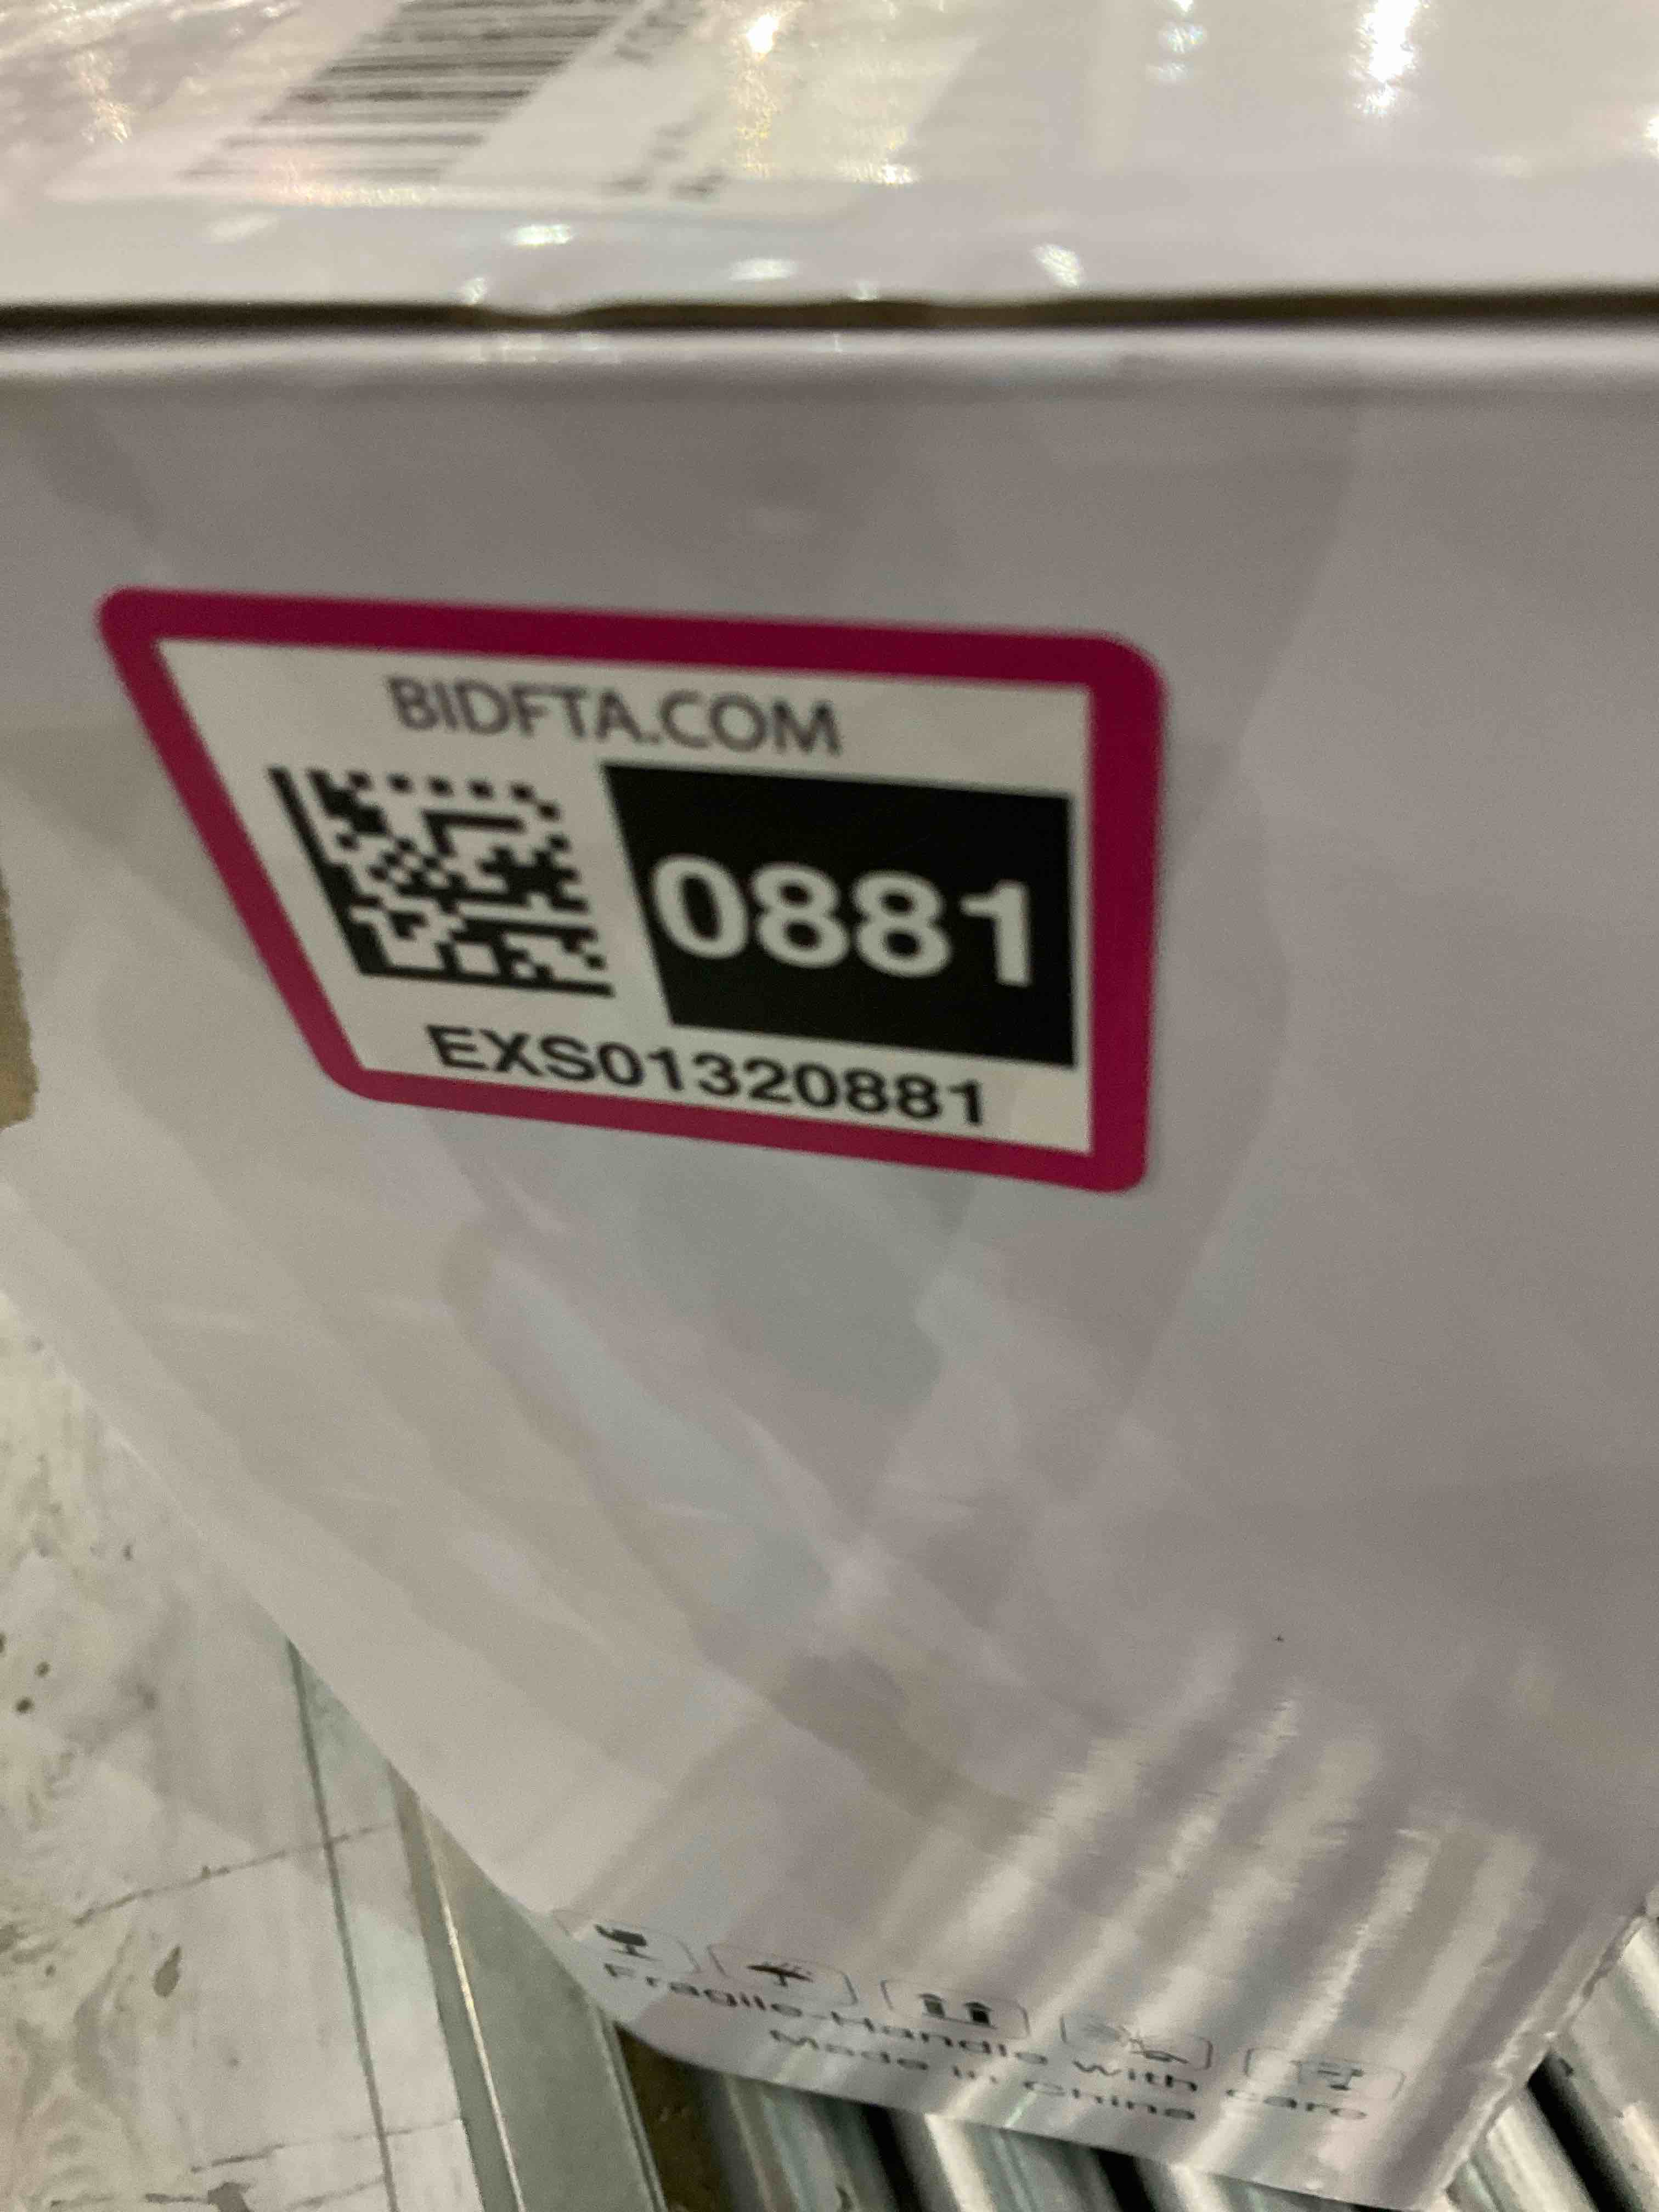 BIDFTA.COM
0881
EXS01320881
Fragile-Handle with care
Made in China